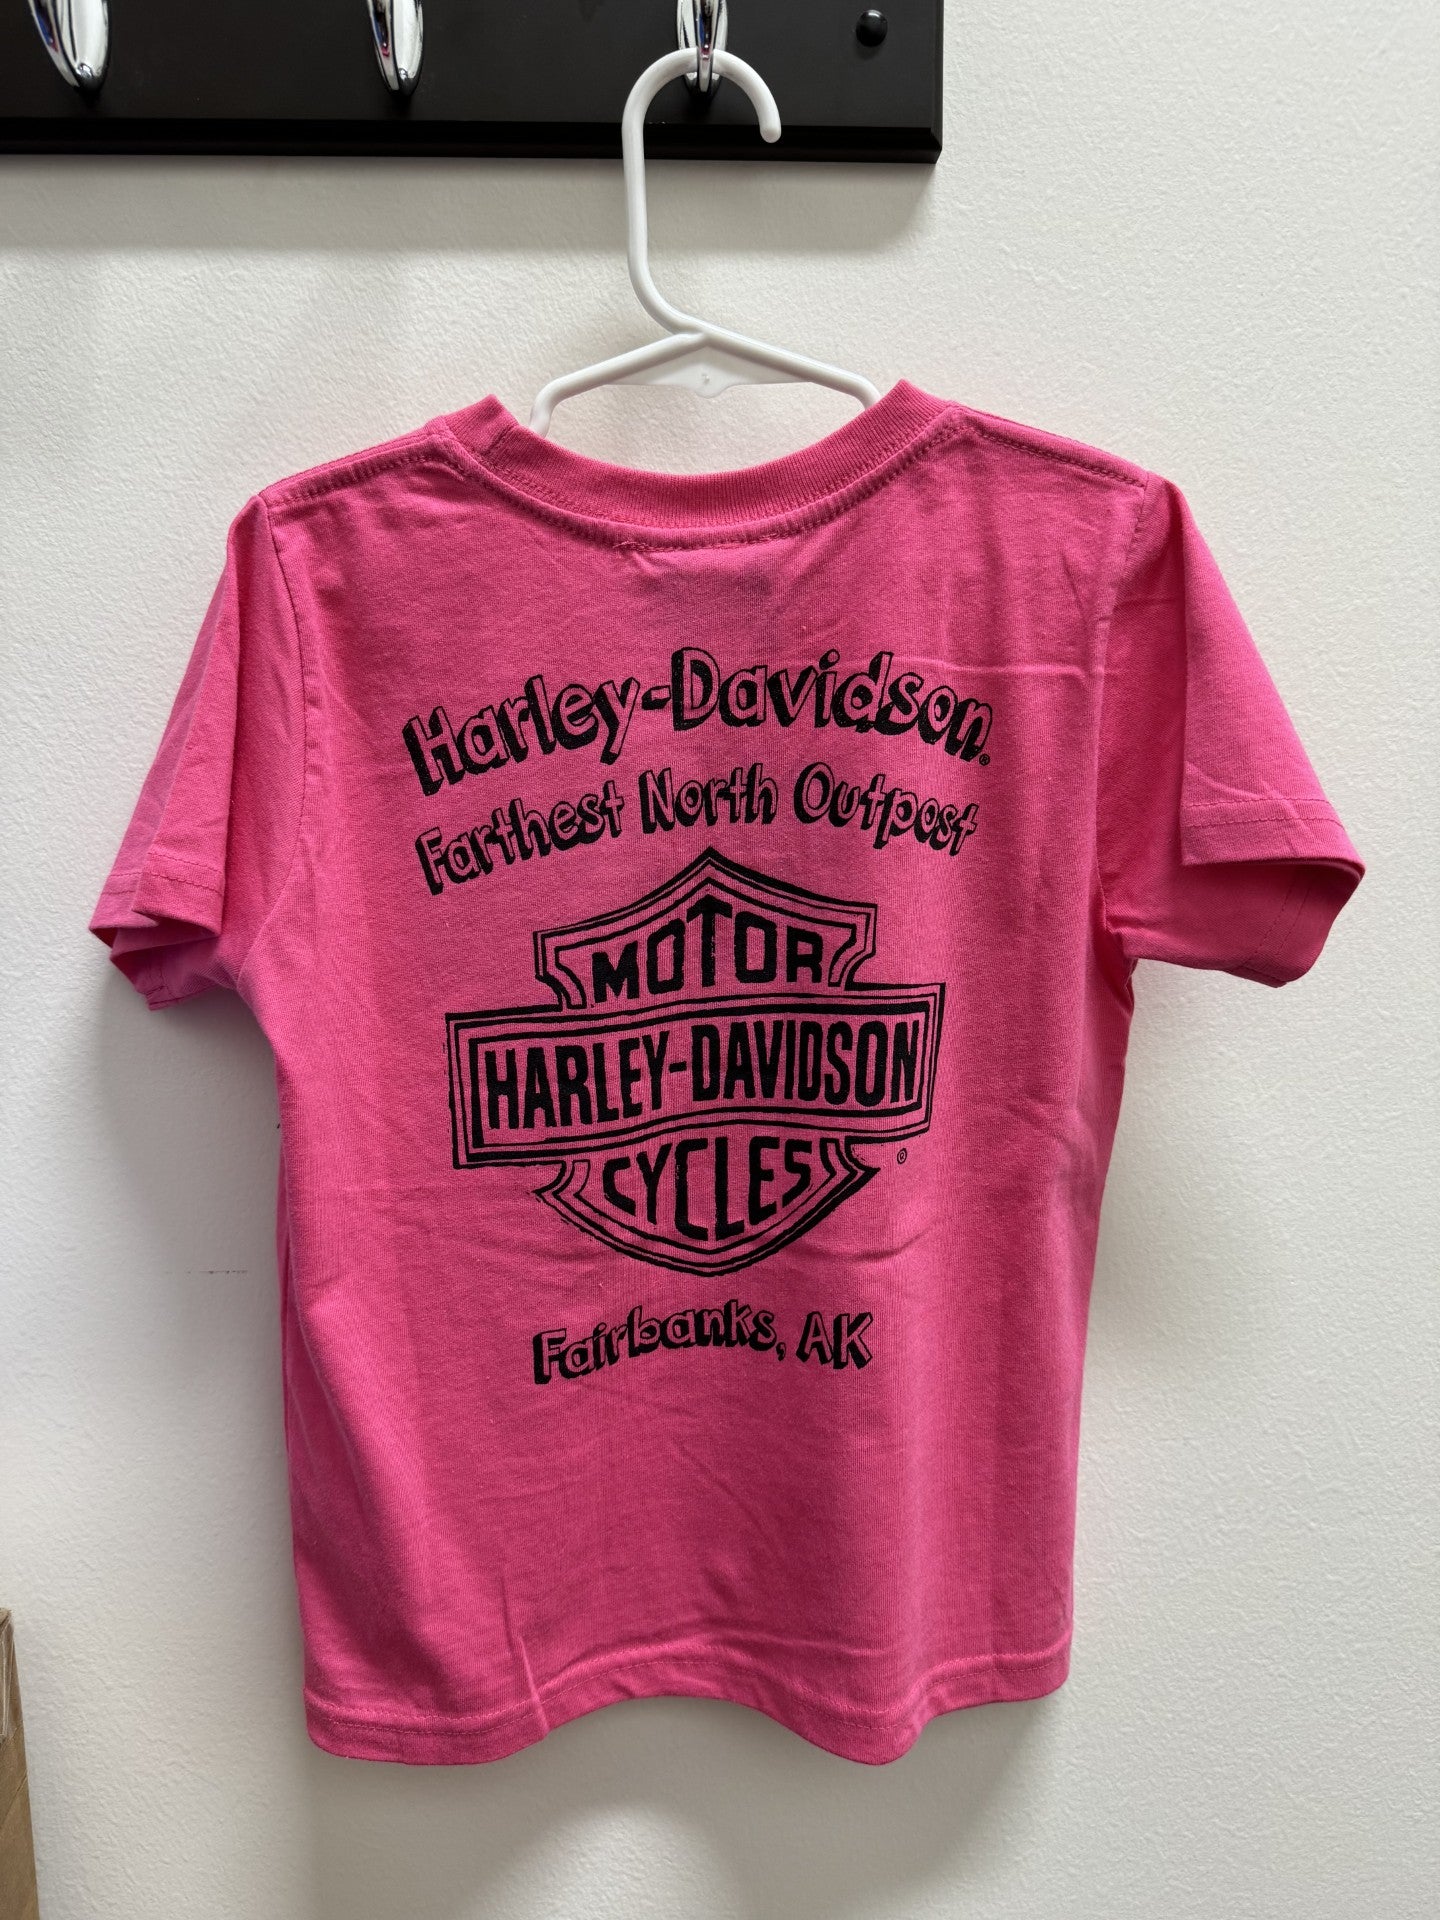 Harley-Davidson®
Farthest North Outpost
MOTOR
HARLEY-DAVIDSON
CYCLES ®
Fairbanks, AK